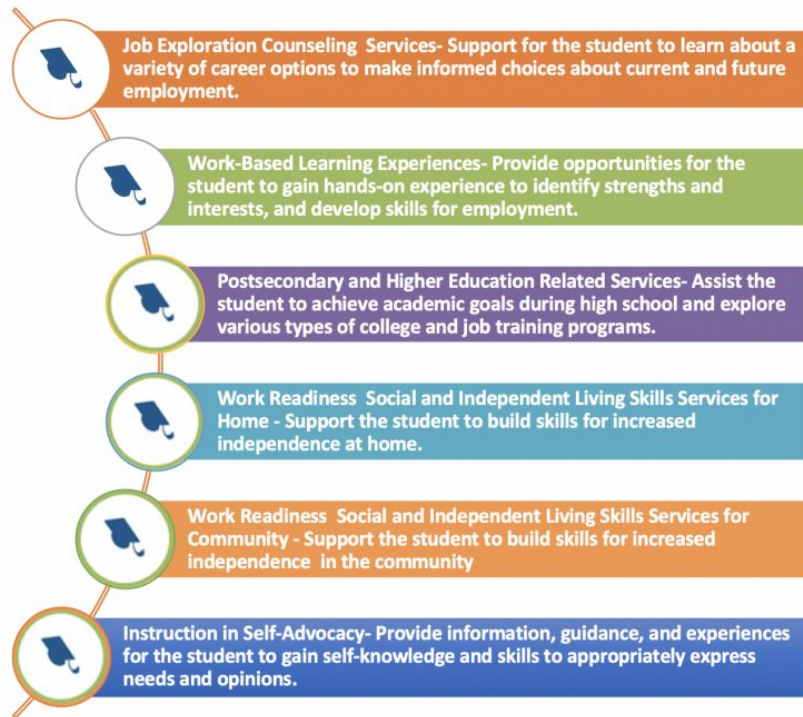 Job Exploration Counseling  Services- Support for the student to learn about a
variety of career options to make informed choices about current and future
employment.
Work-Based Learning Experiences- Provide opportunities for the
student to gain hands-on experience to identify strengths and
interests, and develop skills for employment.
Postsecondary and Higher Education Related Services- Assist the
student to achieve academic goals during high school and explore
various types of college and job training programs.
Work Readiness  Social and Independent Living Skills Services for
Home - Support the student to build skills for increased
independence at home.
Work Readiness  Social and Independent Living Skills Services for
Community - Support the student to build skills for increased
independence  in the community
Instruction in Self-Advocacy- Provide information, guidance, and experiences
for the student to gain self-knowledge and skills to appropriately express
needs and opinions.